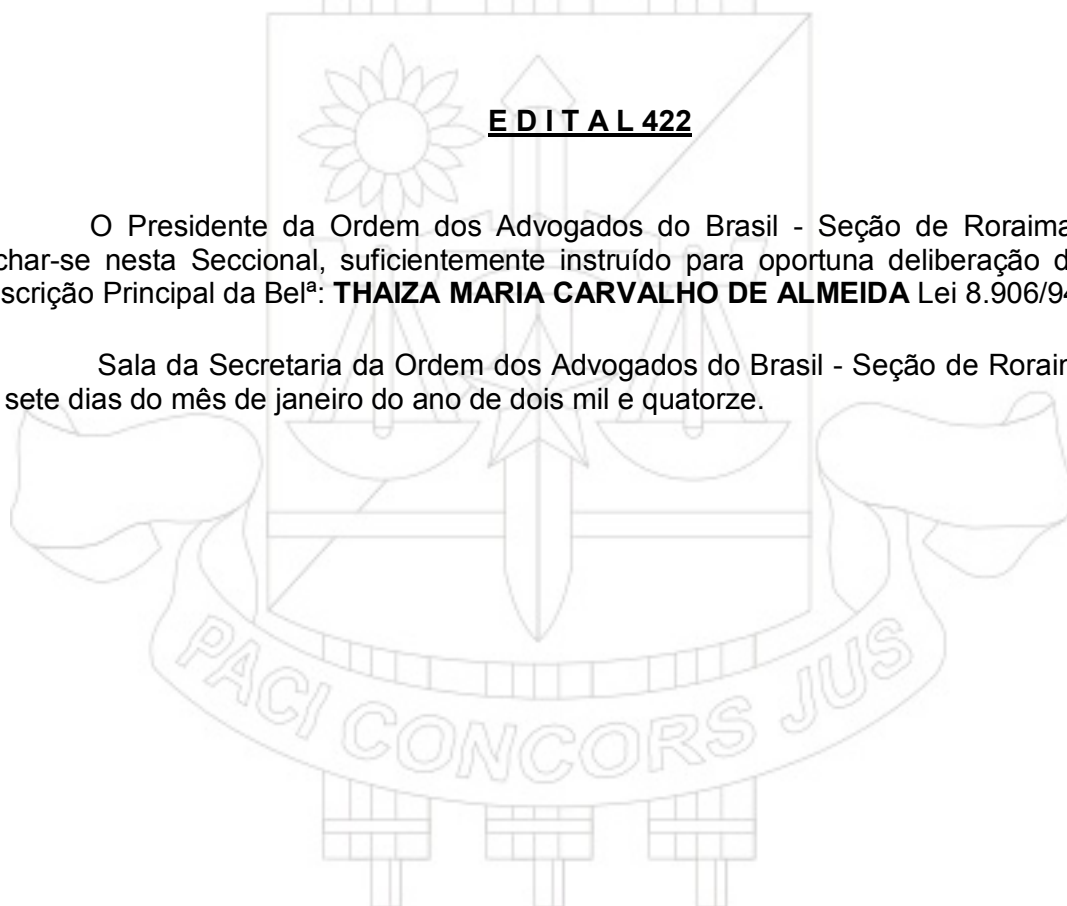 E D I T A L 422
O Presidente da Ordem dos Advogados do Brasil - Seção de Roraima
char-se nesta Seccional, suficientemente instruído para oportuna deliberação d
scrição Principal da Belª: THAIZA MARIA CARVALHO DE ALMEIDA Lei 8.906/94
Sala da Secretaria da Ordem dos Advogados do Brasil - Seção de Rorain
sete dias do mês de janeiro do ano de dois mil e quatorze.
PACI CONCORS JUS